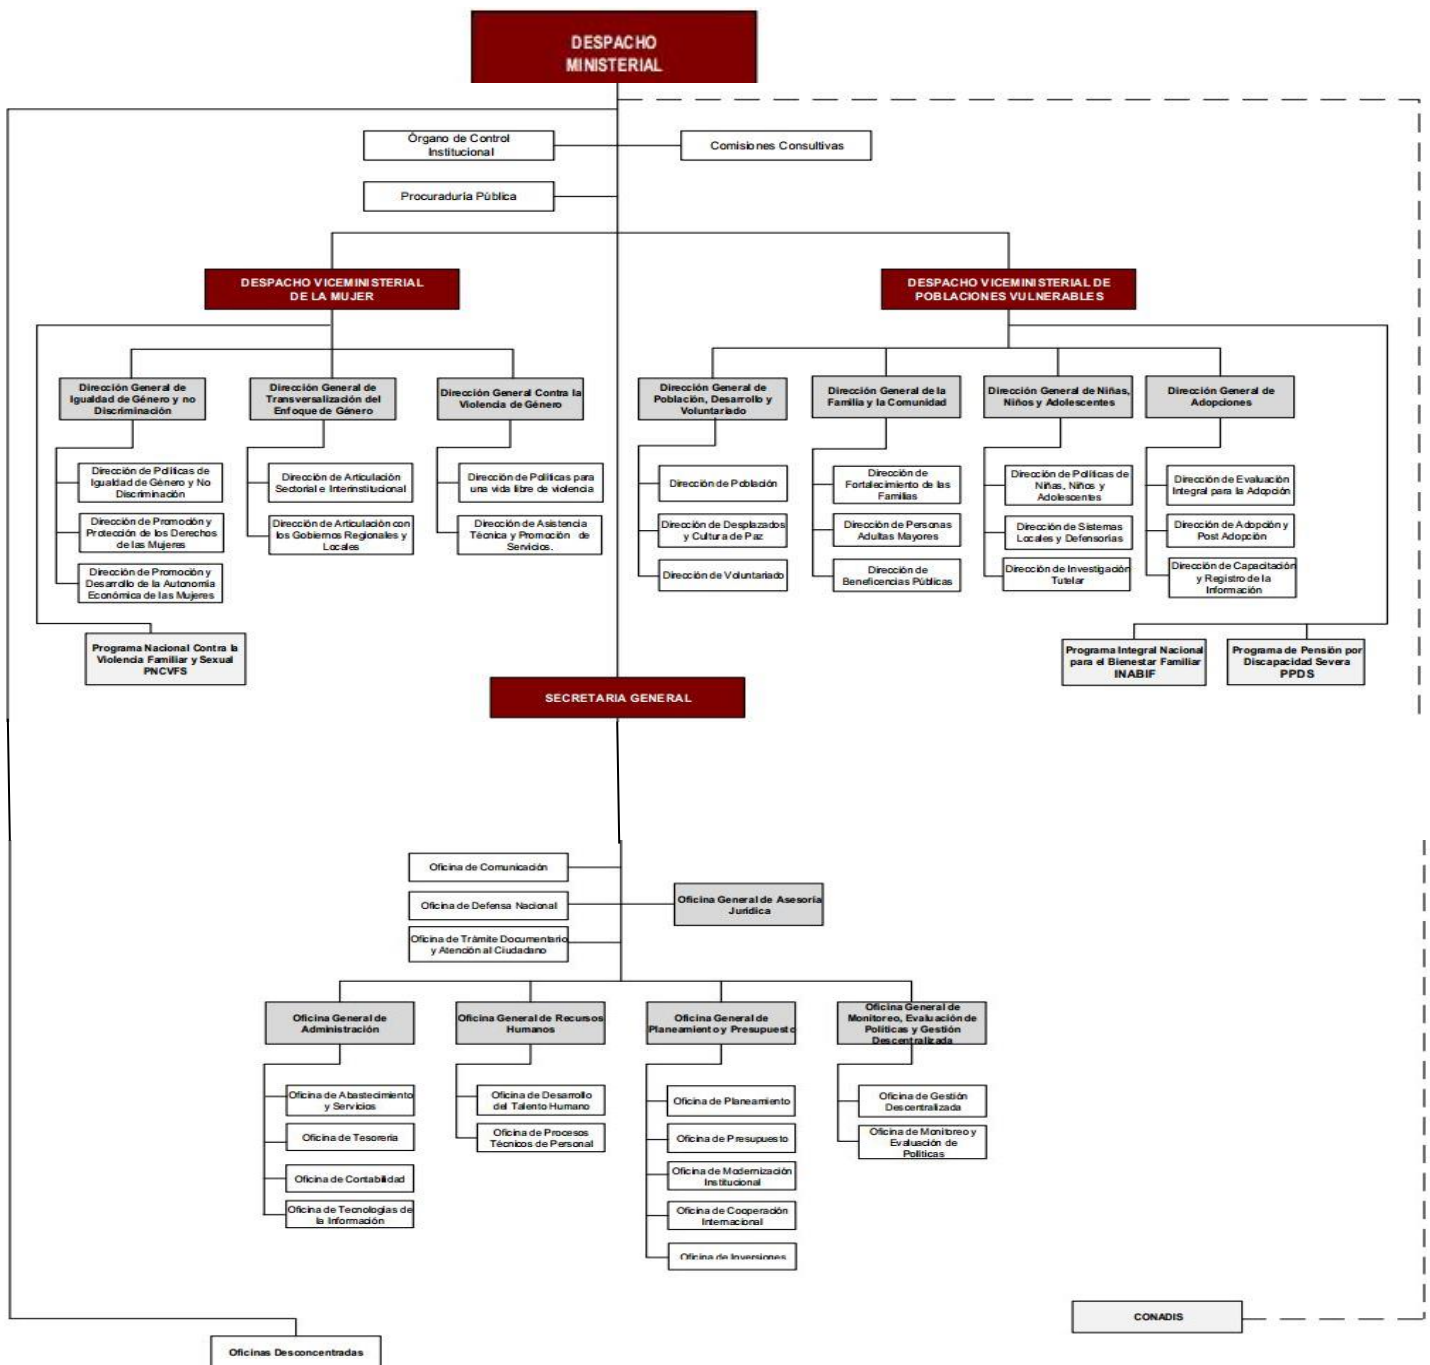 DESPACHO
MINISTERIAL
Órgano de Control
Institucional
Comisiones Consultivas
Procuraduría Pública
DESPACHO VICEMINISTERIAL
DE LA MUJER
DESPACHO VICEMINISTERIAL DE
POBLACIONES VULNERABLES
Dirección General de
Igualdad de Género y no
Discriminación
Dirección General de
Transversalización del
Enfoque de Género
Dirección General Contra la
Violencia de Género
Dirección General de
Población, Desarrollo y
Voluntariado
Dirección General de la
Familia y la Comunidad
Dirección General de Niñas,
Niños y Adolescentes
Dirección General de
Adopciones
Dirección de Políticas de
Igualdad de Género y No
Discriminación
Dirección de Articulación
Sectorial e Interinstitucional
Dirección de Políticas para
una vida libre de violencia
Dirección de Población
Dirección de
Fortalecimiento de las
Familias
Dirección de Políticas de
Niñas, Niños y
Adolescentes
Dirección de Evaluación
Integral para la Adopción
Dirección de Promoción y
Protección de los Derechos
de las Mujeres
Dirección de Articulación con
los Gobiernos Regionales y
Locales
Dirección de Asistencia
Técnica y Promoción de
Servicios.
Dirección de Desplazados
y Cultura de Paz
Dirección de Personas
Adultas Mayores
Dirección de Sistemas
Locales y Defensorías
Dirección de Adopción y
Post Adopción
Dirección de Promoción y
Desarrollo de la Autonomía
Económica de las Mujeres
Dirección de Voluntariado
Dirección de
Beneficencias Públicas
Dirección de Investigación
Tutelar
Dirección de Capacitación
y Registro de la
Información
Programa Nacional Contra la
Violencia Familiar y Sexual
PNCVFS
Programa Integral Nacional
para el Bienestar Familiar
INABIF
Programa de Pensión por
Discapacidad Severa
PPDS
SECRETARIA GENERAL
Oficina de Comunicación
Oficina de Defensa Nacional
Oficina General de Asesoría
Jurídica
Oficina de Trámite Documentario
y Atención al Ciudadano
Oficina General de
Administración
Oficina General de Recursos
Humanos
Oficina General de
Planeamiento y Presupuesto
Oficina General de
Monitoreo, Evaluación de
Políticas y Gestión
Descentralizada
Oficina de Abastecimiento
y Servicios
Oficina de Desarrollo
del Talento Humano
Oficina de Planeamiento
Oficina de Gestión
Descentralizada
Oficina de Tesorería
Oficina de Procesos
Técnicos de Personal
Oficina de Presupuesto
Oficina de Monitoreo y
Evaluación de
Políticas
Oficina de Contabilidad
Oficina de Modernización
Institucional
Oficina de Tecnologías de
la Información
Oficina de Cooperación
Internacional
Oficina de Inversiones
CONADIS
Oficinas Desconcentradas